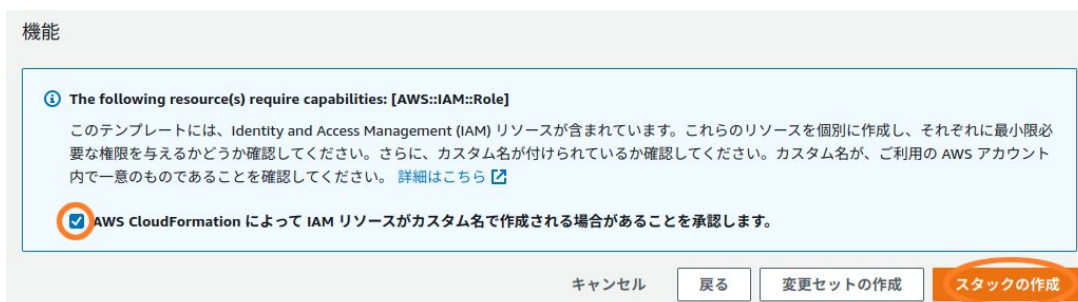 機能
The following resource(s) require capabilities: [AWS::IAM::Role]
このテンプレートには、Identity and Access Management (IAM) リソースが含まれています。これらのリソースを個別に作成し、それぞれに最小限必
要な権限を与えるかどうか確認してください。さらに、カスタム名が付けられているか確認してください。カスタム名が、ご利用の AWS アカウント
内で一意のものであることを確認してください。 詳細はこちら
AWS CloudFormation によって IAM リソースがカスタム名で作成される場合があることを承認します。
キャンセル 戻る 変更セットの作成 スタックの作成